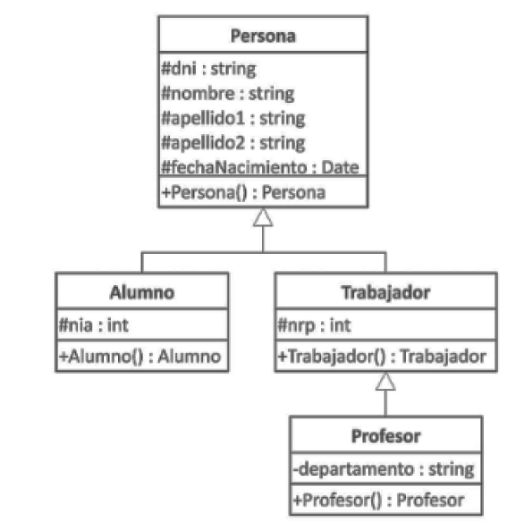 Persona
#dni : string
#nombre : string
#apellido1 : string
#apellido2 : string
#fechaNacimiento : Date
+Persona() : Persona
Alumno
#nia : int
+Alumno() : Alumno
Trabajador
#nrp : int
+Trabajador() : Trabajador
Profesor
-departamento : string
+Profesor() : Profesor